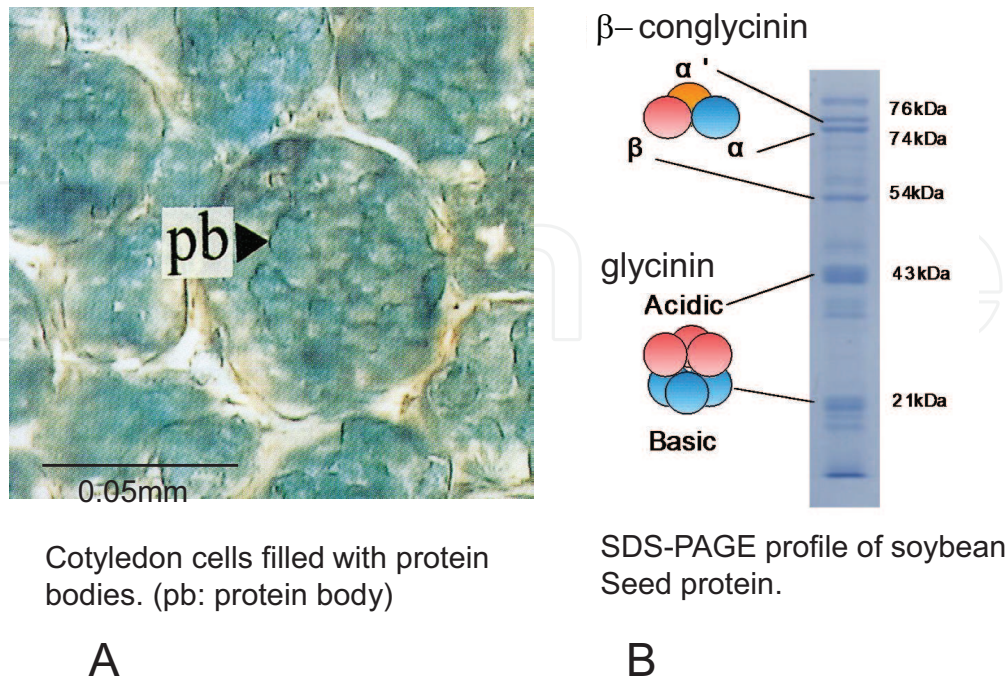 pb
0.05mm
Cotyledon cells filled with protein
bodies. (pb: protein body)
A
β– conglycinin
α '
β
α
76kDa
74kDa
54kDa
glycinin
Acidic
43kDa
21kDa
Basic
SDS-PAGE profile of soybean
Seed protein.
B